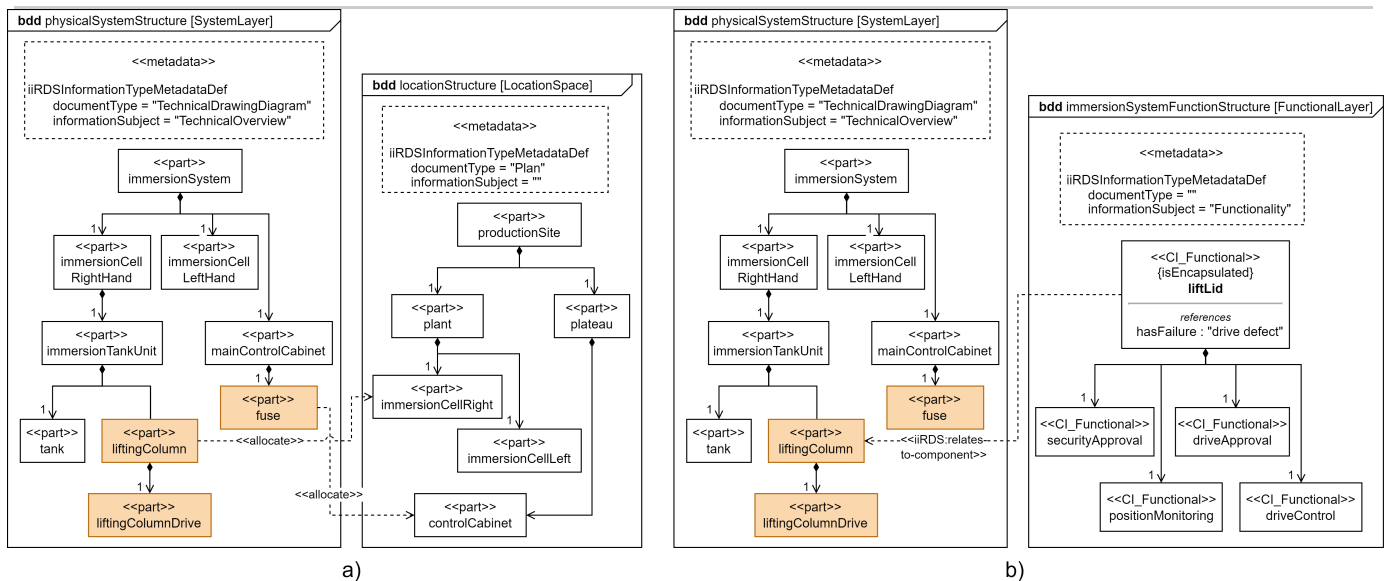 bdd physicalSystemStructure [SystemLayer]
<<metadata>>
iiRDSInformationTypeMetadataDef
documentType = "TechnicalDrawingDiagram"
informationSubject = "TechnicalOverview"
<<part>>
immersionSystem
1
<<part>>
immersionCell
RightHand
<<part>>
immersionCell
LeftHand
1
1
<<part>>
immersionTankUnit
<<part>>
mainControlCabinet
1
1
<<part>>
fuse
<<part>>
tank
<<part>>
liftingColumn
<<allocate>>
1
<<part>>
liftingColumnDrive
<<allocate>>
bdd locationStructure [LocationSpace]
<<metadata>>
iiRDSInformationTypeMetadataDef
documentType = "Plan"
informationSubject = ""
<<part>>
productionSite
1
1
<<part>>
plant
<<part>>
plateau
1
<<part>>
immersionCellRight
1
<<part>>
immersionCellLeft
<<part>>
controlCabinet
a)
bdd physicalSystemStructure [SystemLayer]
<<metadata>>
iiRDSInformationTypeMetadataDef
documentType = "TechnicalDrawingDiagram"
informationSubject = "TechnicalOverview"
<<part>>
immersionSystem
1
<<part>>
immersionCell
RightHand
<<part>>
immersionCell
LeftHand
1
1
<<part>>
immersionTankUnit
<<part>>
mainControlCabinet
1
1
<<part>>
fuse
<<part>>
tank
<<part>>
liftingColumn
<<iiRDS:relates-
to-component>>
1
<<part>>
liftingColumnDrive
bdd immersionSystemFunctionStructure [FunctionalLayer]
<<metadata>>
iiRDSInformationTypeMetadataDef
documentType = ""
informationSubject = "Functionality"
<<CI_Functional>>
{isEncapsulated}
liftLid
references
hasFailure : "drive defect"
1
1
<<CI_Functional>>
securityApproval
<<CI_Functional>>
driveApproval
1
1
<<CI_Functional>>
positionMonitoring
<<CI_Functional>>
driveControl
b)